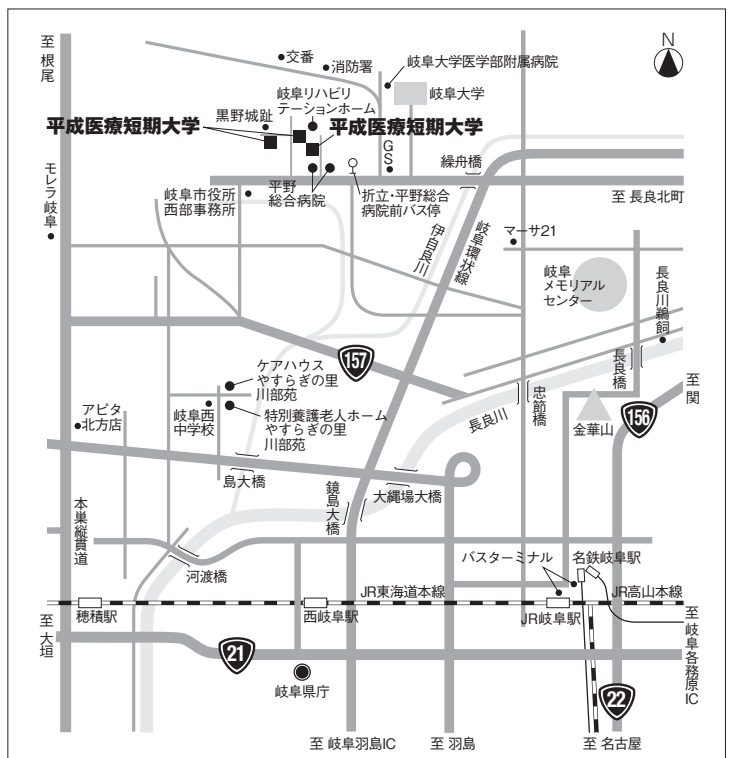 至根尾
交番
消防署
岐阜大学医学部附属病院
N
岐阜リハビリ
テーションホーム
岐阜大学
黒野城趾
平成医療短期大学
平成医療短期大学
GS
繰舟橋
モレラ岐阜
岐阜市役所
西部事務所
平野
総合病院
折立・平野総合
病院前バス停
至 長良北町
伊自良川
岐阜環状線
マーサ21
岐阜
メモリアル
センター
長良川鵜飼
長良橋
157
ケアハウス
やすらぎの里
川部苑
至関
忠節橋
長良川
金華山
156
アピタ
北方店
岐阜西
中学校
特別養護老人ホーム
やすらぎの里
川部苑
島大橋
鏡島大橋
大縄場大橋
本巣縦貫道
河渡橋
バスターミナル
名鉄岐阜駅
JR東海道本線
JR高山本線
穂積駅
西岐阜駅
JR岐阜駅
至大垣
至岐阜各務原IC
21
岐阜県庁
22
至 岐阜羽島IC
至 羽島
至 名古屋